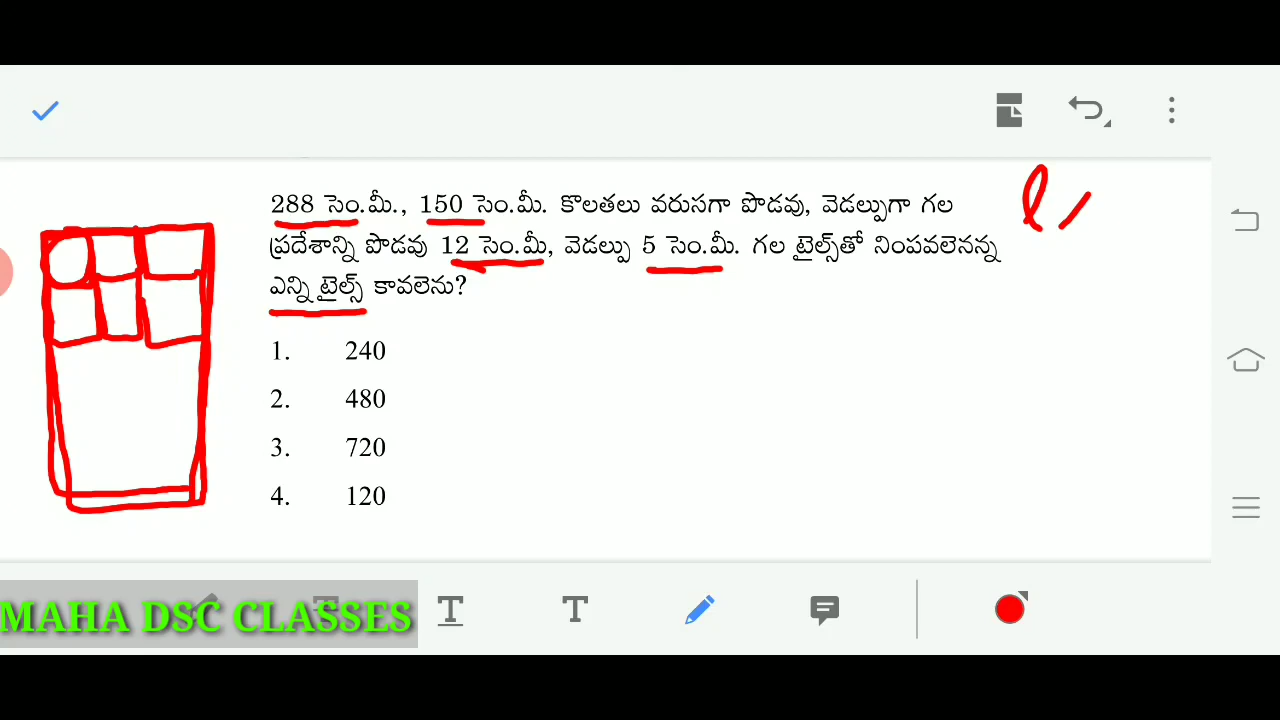 288 సెం.మీ., 150 సెం.మీ. కొలతలు వరుసగా పొడవు, వెడల్పుగా గల
ప్రదేశాన్ని పొడవు 12 సెం.మీ, వెడల్పు 5 సెం.మీ. గల టైల్స్‌తో నింపవలెనన్న
ఎన్ని టైల్స్ కావలెను?
1. 240
2. 480
3. 720
4. 120
MAHA DSC CLASSES